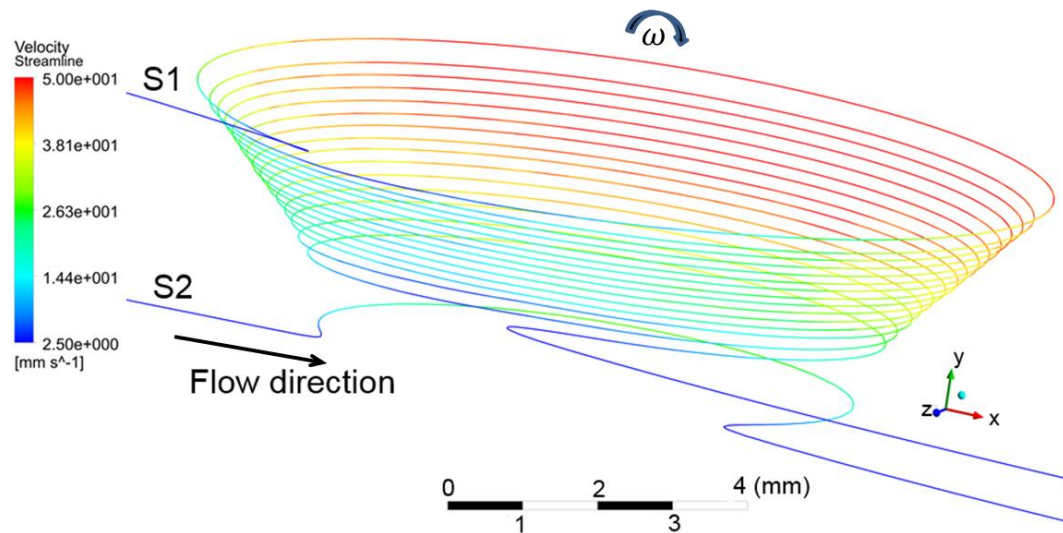 ω
Velocity
Streamline
5.00e+001
S1
3.81e+001
2.63e+001
1.44e+001
S2
2.50e+000
[mm s^-1]
Flow direction
y
z
x
0 2 4 (mm)
1 3